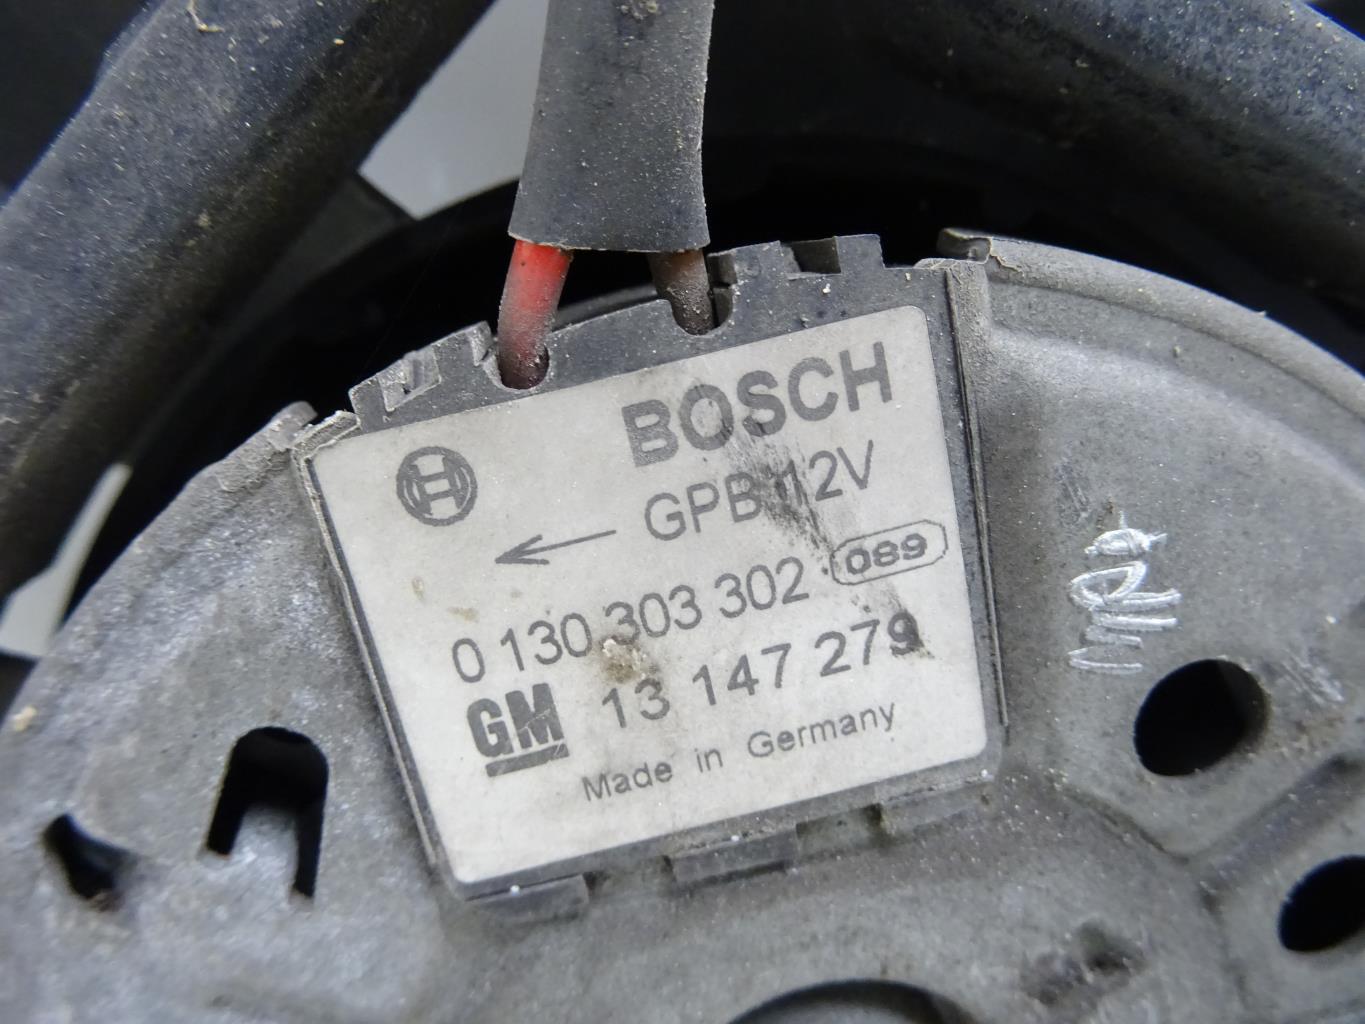 BOSCH
GPB 12V
0 130 303 302 089
GM 13 147 279
Made in Germany